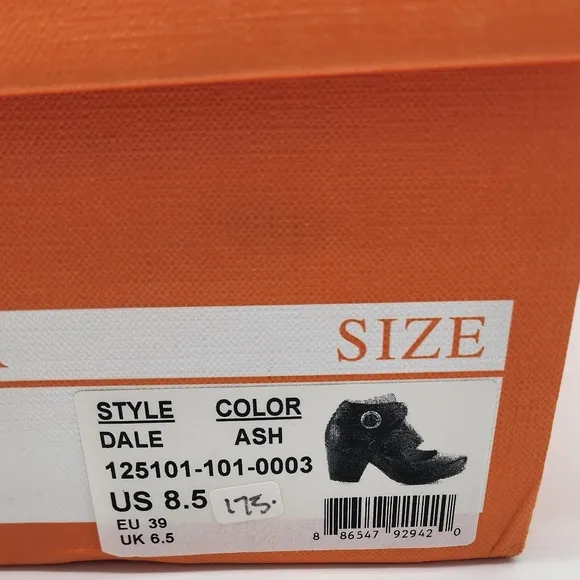 SIZE
STYLE COLOR
DALE ASH
125101-101-0003
US 8.5 175.
EU 39
UK 6.5
8 86547 92942 0